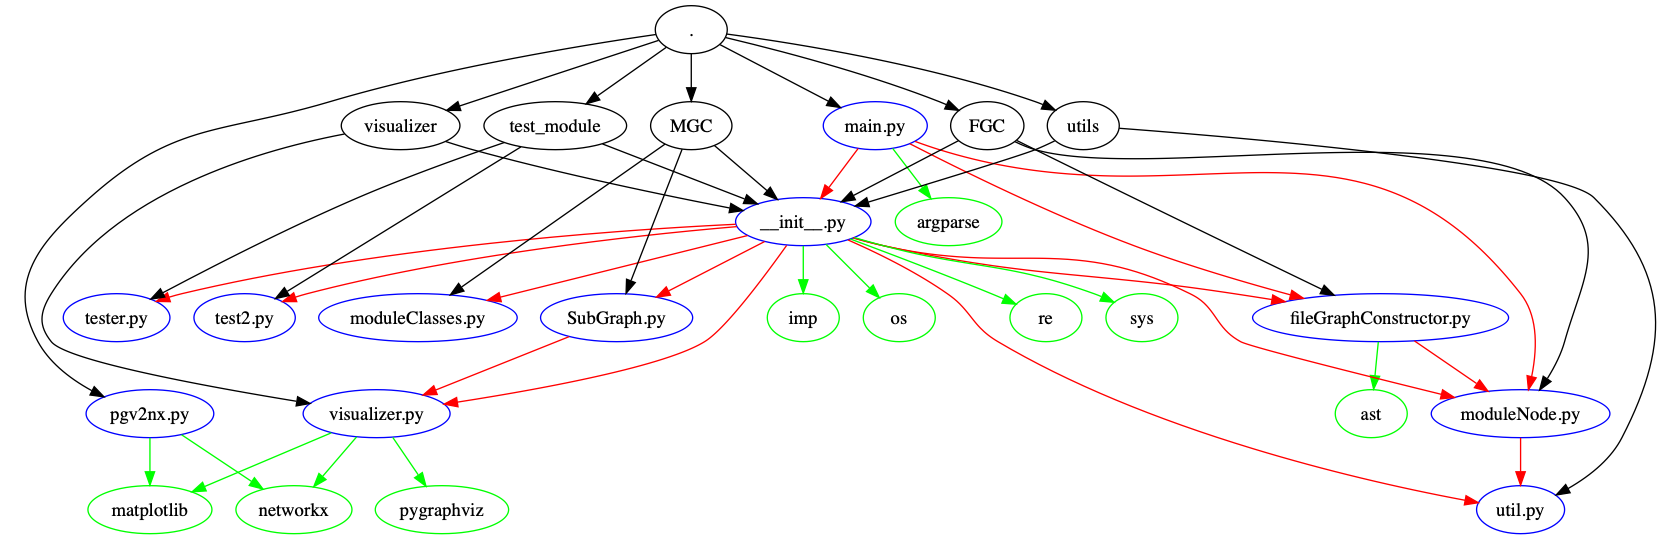 .
visualizer
test_module
MGC
main.py
FGC
utils
__init__.py
argparse
tester.py
test2.py
moduleClasses.py
SubGraph.py
imp
os
re
sys
fileGraphConstructor.py
pgv2nx.py
visualizer.py
ast
moduleNode.py
matplotlib
networkx
pygraphviz
util.py